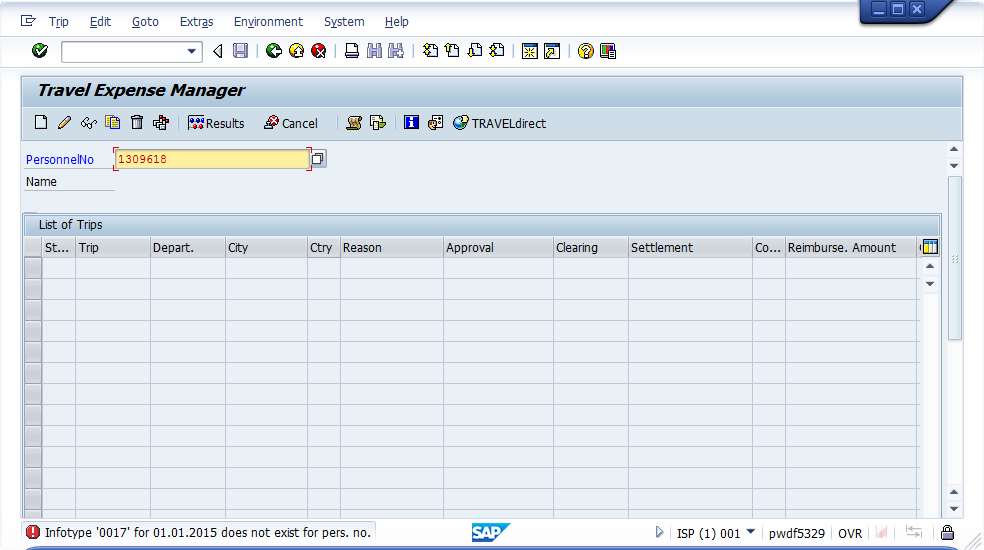 Trip Edit Goto Extras Environment System Help
Travel Expense Manager
Results Cancel TRAVELdirect
PersonnelNo 1309618
Name
List of Trips
St... Trip Depart. City Ctry Reason Approval Clearing Settlement Co... Reimburse. Amount
Infotype '0017' for 01.01.2015 does not exist for pers. no. SAP ISP (1) 001 pwdf5329 OVR